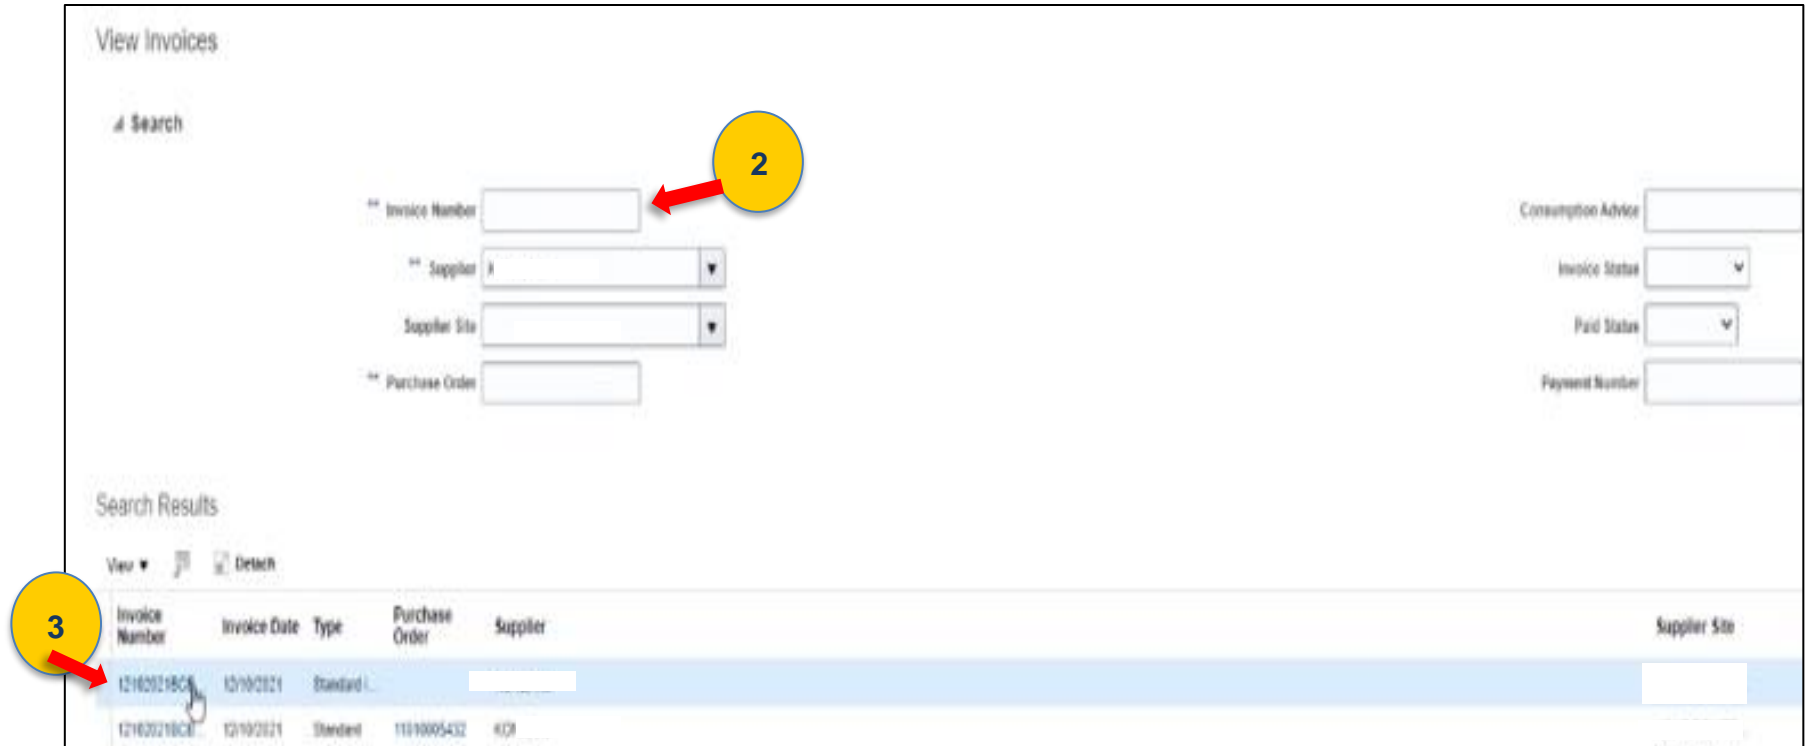 View Invoices
Search
2
** Invoice Number
Consumption Advice
** Supplier
Invoice Status
Supplier Site
Paid Status
** Purchase Order
Payment Number
Search Results
View
Detach
3
Invoice Number Invoice Date Type Purchase Order Supplier Supplier Site
12/10/2021 Standard I...
12/10/2021 Standard 11010005432